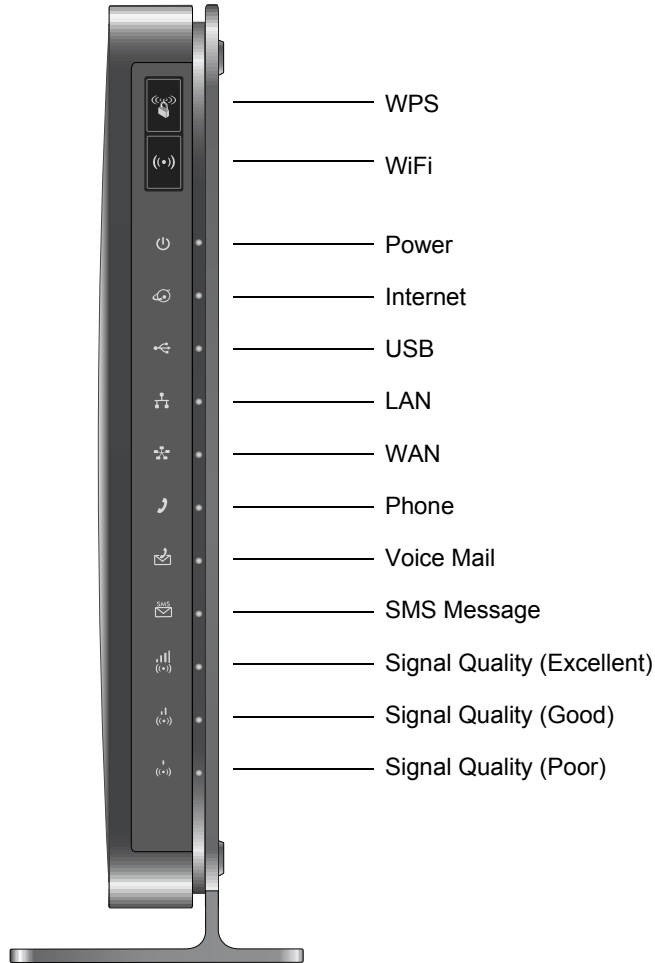 WPS
WiFi
Power
Internet
USB
LAN
WAN
Phone
Voice Mail
SMS
SMS Message
Signal Quality (Excellent)
Signal Quality (Good)
Signal Quality (Poor)